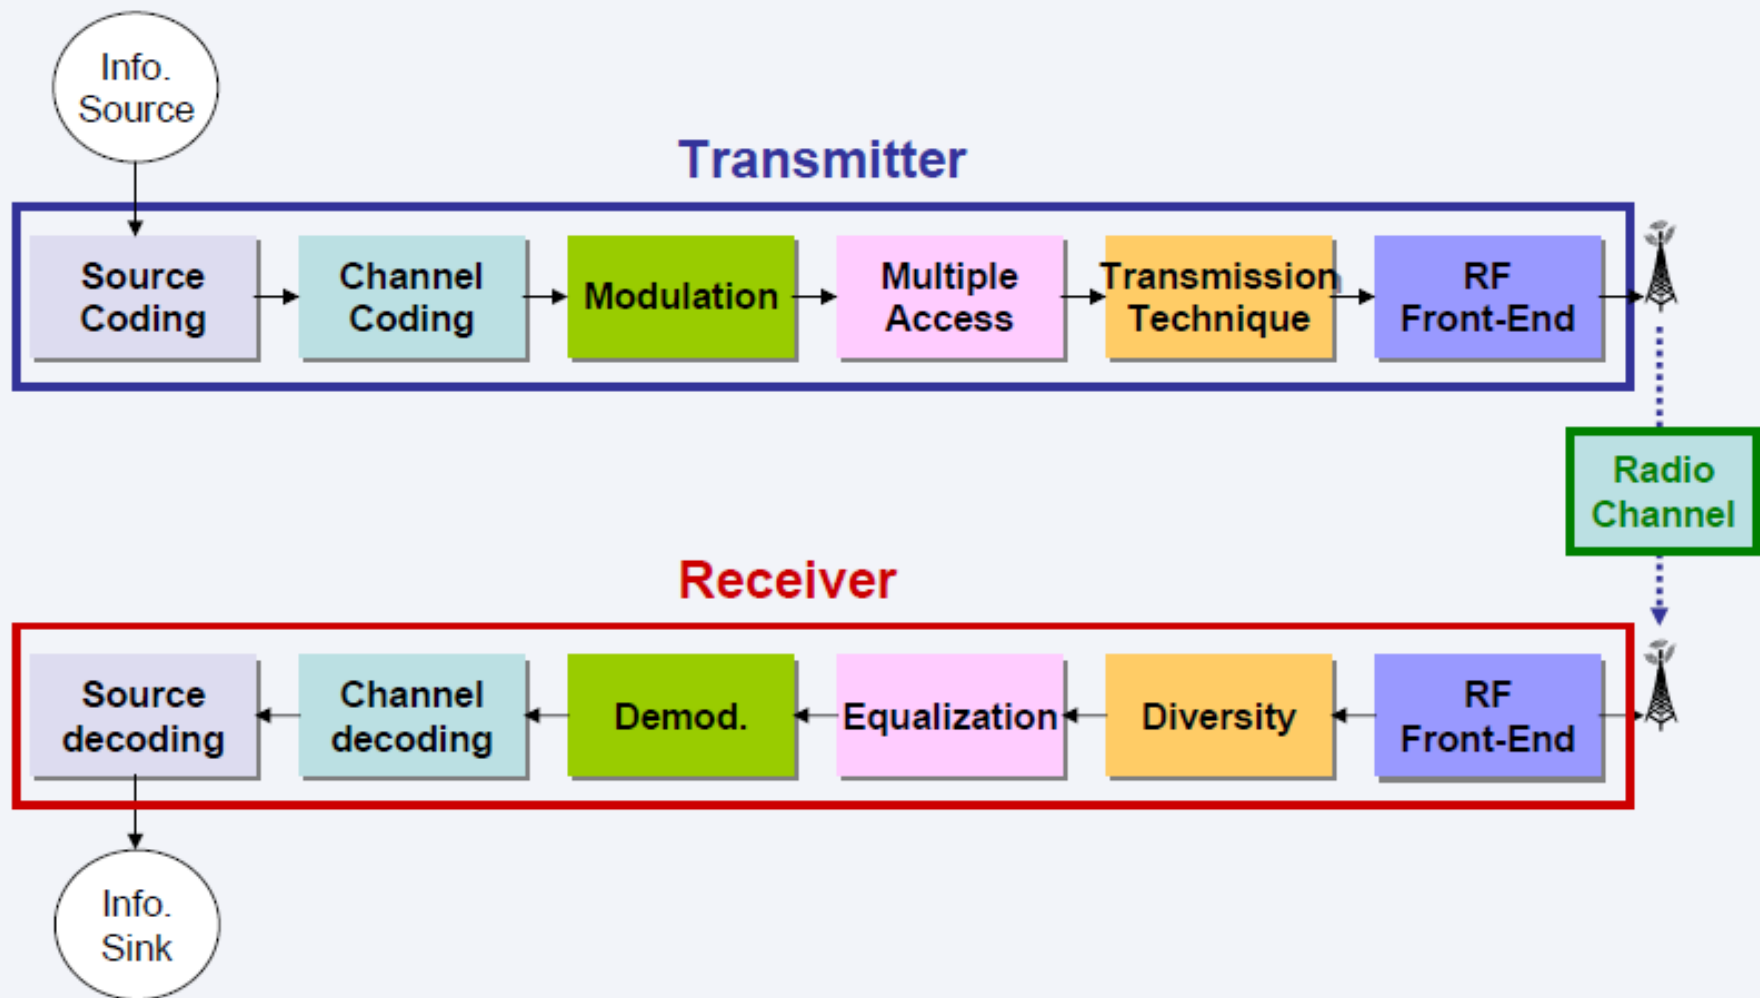 Info.
Source
Transmitter
Source
Coding
Channel
Coding
Modulation
Multiple
Access
Transmission
Technique
RF
Front-End
Radio
Channel
Receiver
Source
decoding
Channel
decoding
Demod.
Equalization
Diversity
RF
Front-End
Info.
Sink